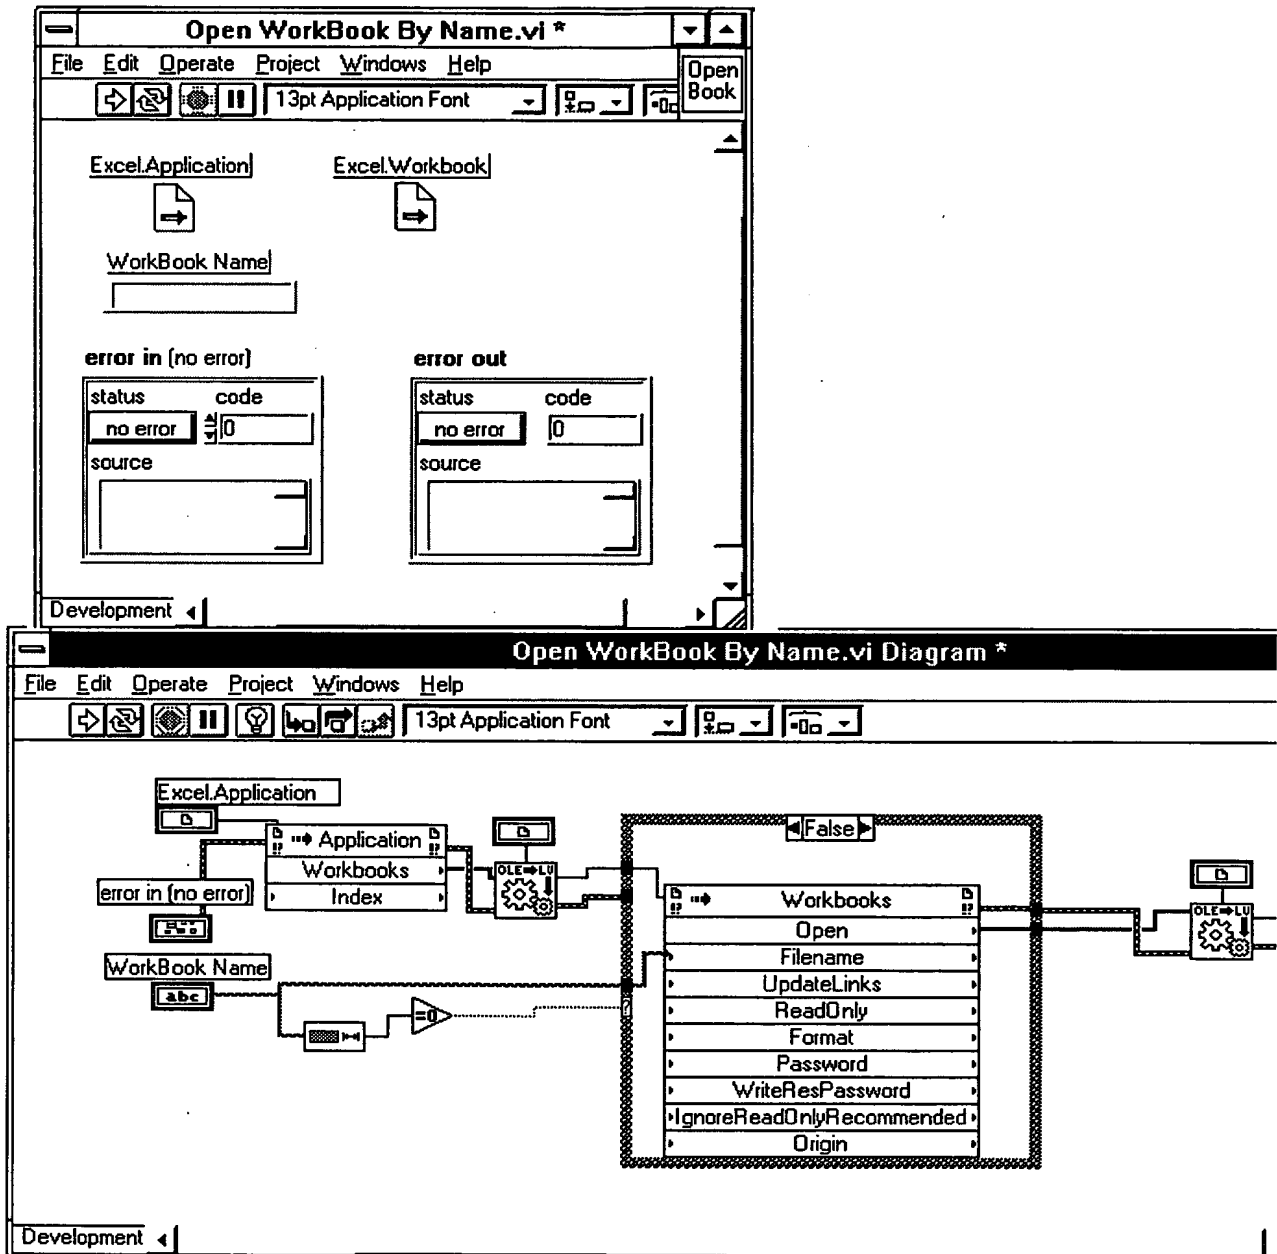 Open WorkBook By Name.vi *
File Edit Operate Project Windows Help
Open
Book
13pt Application Font
Excel.Application
Excel.Workbook
WorkBook Name
error in (no error)
error out
status code
no error 0
source
status code
no error 0
source
Development
Open WorkBook By Name.vi Diagram *
File Edit Operate Project Windows Help
13pt Application Font
Excel.Application
Application
Workbooks
Index
error in (no error)
WorkBook Name
abc
=0
OLE⇒LV
False
Workbooks
Open
Filename
UpdateLinks
ReadOnly
Format
Password
WriteResPassword
IgnoreReadOnlyRecommended
Origin
OLE⇒LV
Development